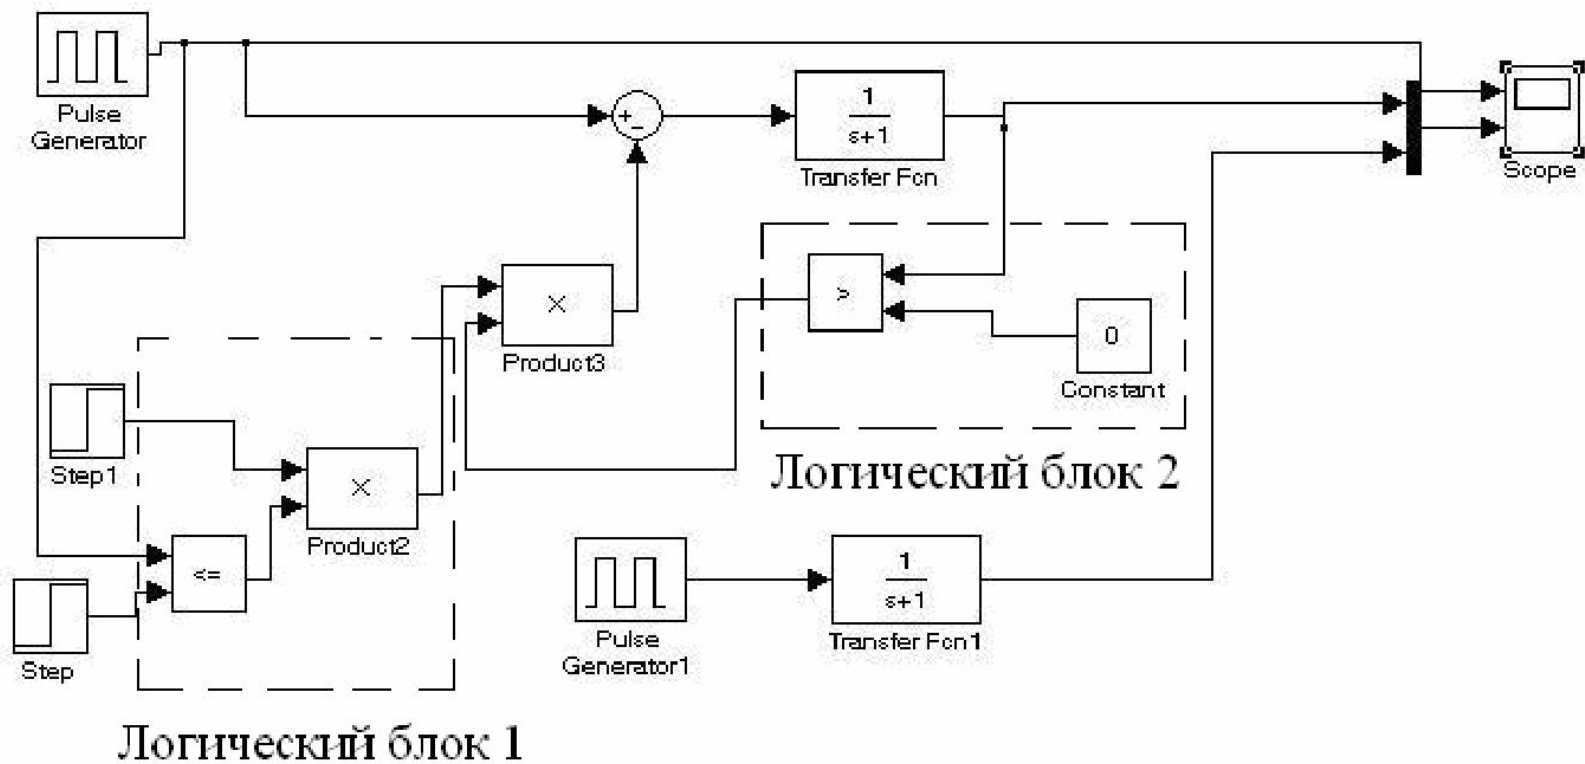 Pulse
Generator
+
−
1
s+1
Transfer Fcn
Scope
>
0
Constant
×
Product3
Логический блок 2
Step1
×
Product2
<=
Step
Pulse
Generator1
1
s+1
Transfer Fcn1
Логический блок 1